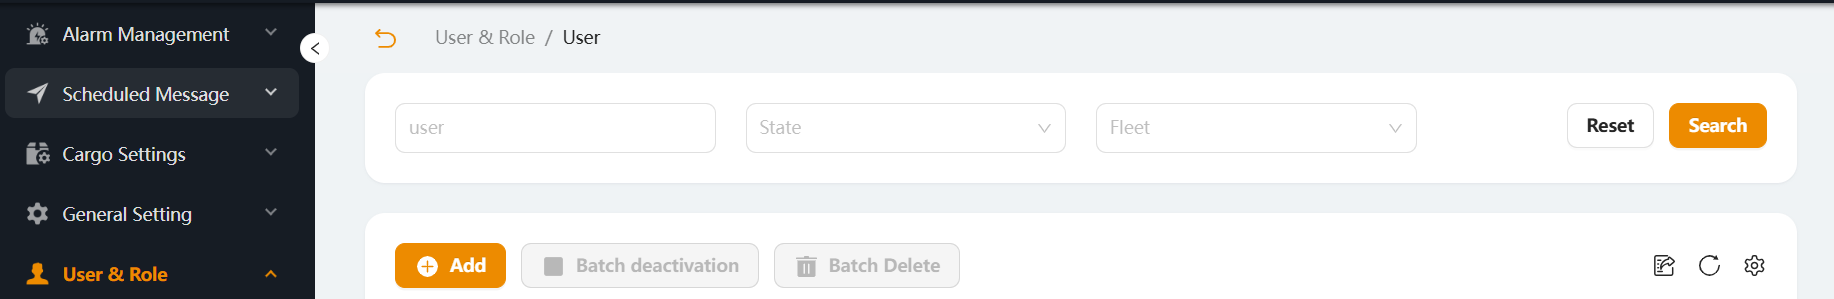 Alarm Management
Scheduled Message
Cargo Settings
General Setting
User & Role
User & Role / User
user
State
Fleet
Reset
Search
Add
Batch deactivation
Batch Delete